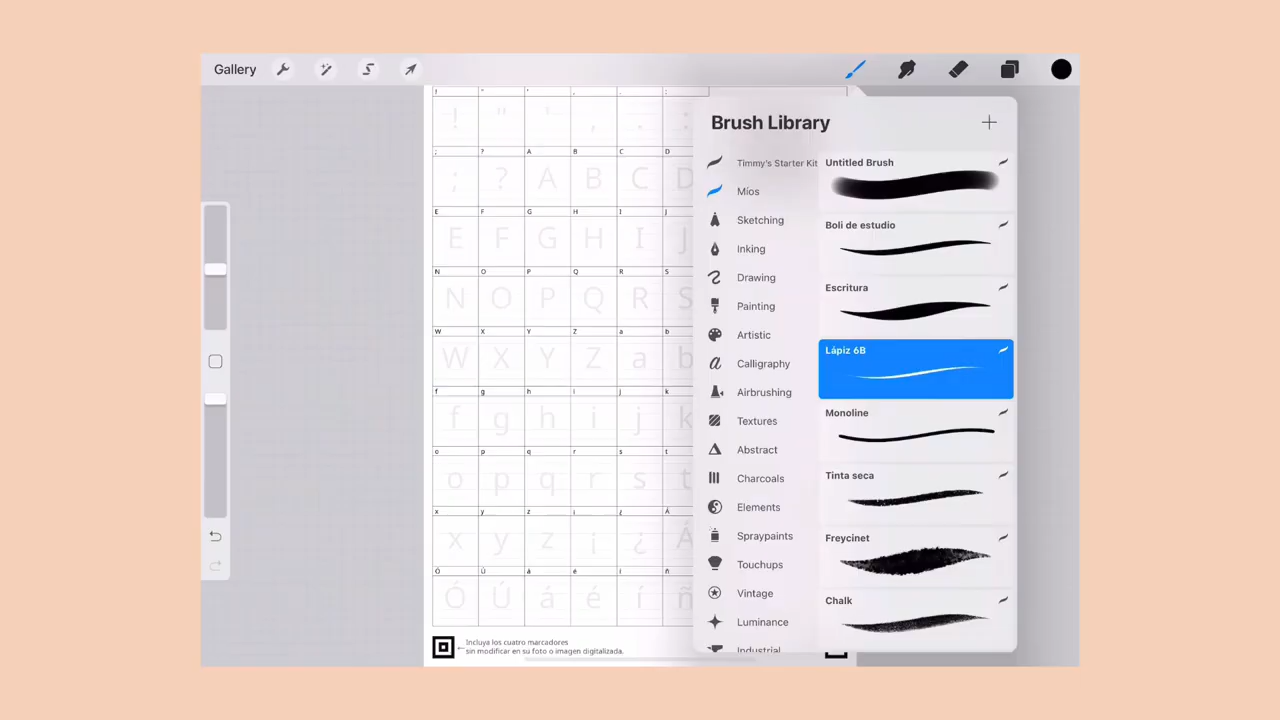 Gallery
Brush Library
Timmy's Starter Kit
Míos
Sketching
Inking
Drawing
Painting
Artistic
Calligraphy
Airbrushing
Textures
Abstract
Charcoals
Elements
Spraypaints
Touchups
Vintage
Luminance
Industrial
Untitled Brush
Boli de estudio
Escritura
Lápiz 6B
Monoline
Tinta seca
Freycinet
Chalk
! " ' , . :
! " ' , . :
; ? A B C D
; ? A B C D
E F G H I J
E F G H I J
N O P Q R S
N O P Q R S
W X Y Z a b
W X Y Z a b
f g h i j k
f g h i j k
o p q r s t
o p q r s t
x y z ¡ ¿ Á
x y z ¡ ¿ Á
Ó Ú á é í ñ
Ó Ú á é í ñ
Incluya los cuatro marcadores
sin modificar en su foto o imagen digitalizada.